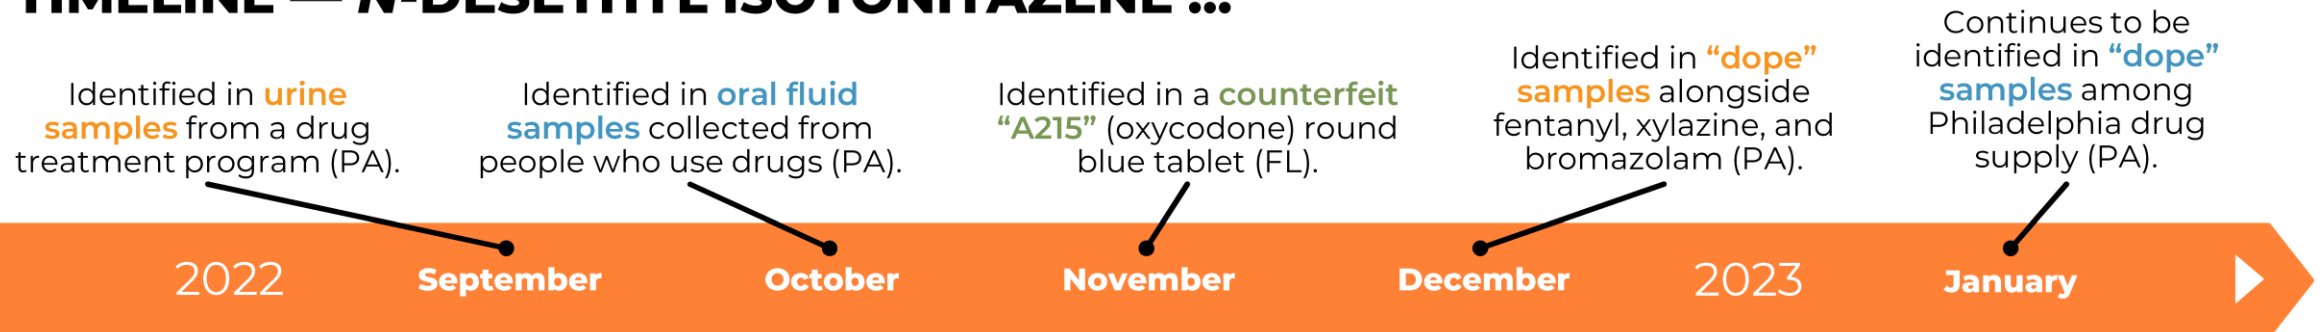 TIMELINE — N-DESETHYL ISOTONITAZENE ...
Identified in urine
samples from a drug
treatment program (PA).
Identified in oral fluid
samples collected from
people who use drugs (PA).
Identified in a counterfeit
“A215” (oxycodone) round
blue tablet (FL).
Identified in “dope”
samples alongside
fentanyl, xylazine, and
bromazolam (PA).
Continues to be
identified in “dope”
samples among
Philadelphia drug
supply (PA).
2022
September
October
November
December
2023
January